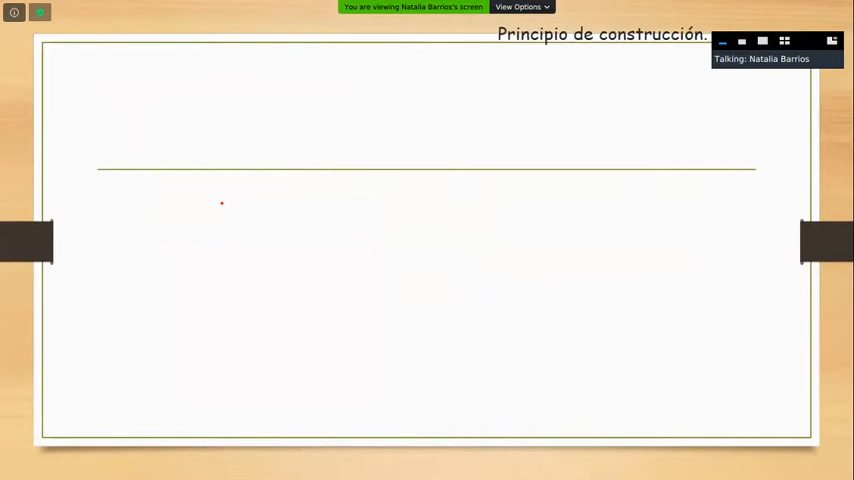 You are viewing Natalia Barrios's screen
View Options
Principio de construcción.
Talking: Natalia Barrios